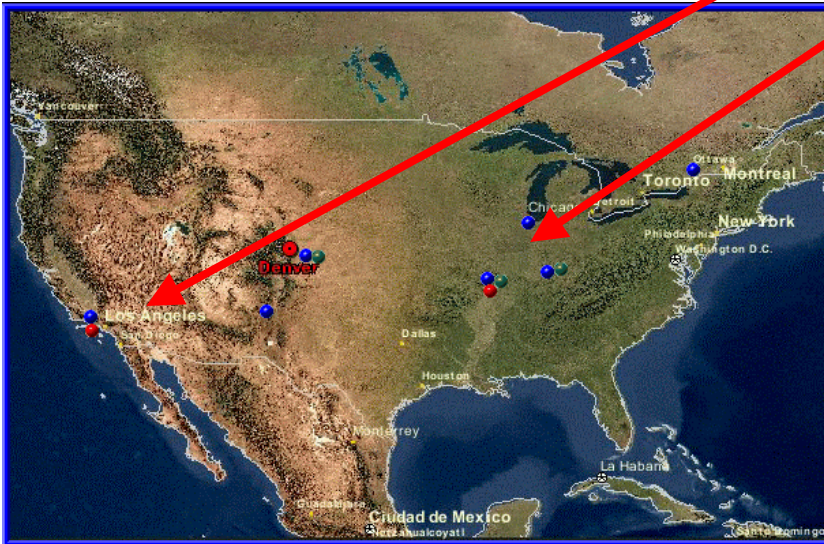 Vancouver
Ottawa
Toronto
Montreal
Chicago
Detroit
New York
Philadelphia
Washington D.C.
Denver
Los Angeles
San Diego
Dallas
Houston
Monterrey
La Habana
Guadalajara
Ciudad de Mexico
Netzahualcoyatl
Santo Domingo